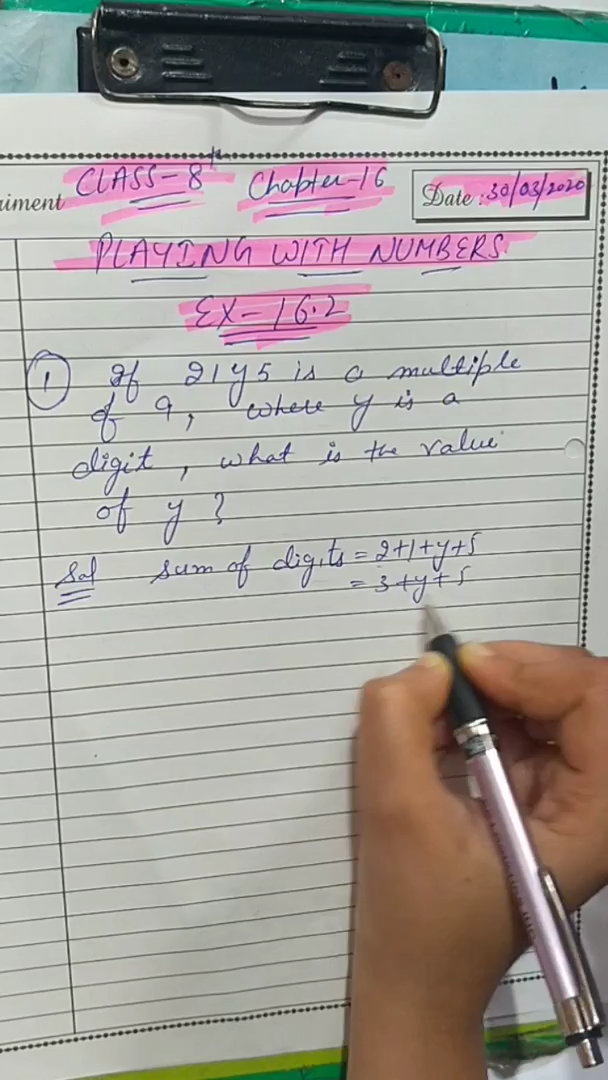 CLASS-8th Chapter-16
Date : 30/03/2020
PLAYING WITH NUMBERS
EX-16.2
1 If 21y5 is a multiple
of 9, where y is a
digit, what is the value
of y ?
Sol sum of digits = 2+1+y+5
= 3+y+5